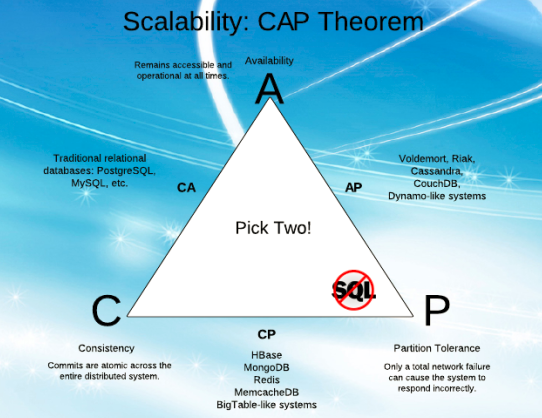 Scalability: CAP Theorem
Availability
Remains accessible and
operational at all times.
A
Traditional relational
databases: PostgreSQL,
MySQL, etc.
CA
AP
Voldemort, Riak,
Cassandra,
CouchDB,
Dynamo-like systems
Pick Two!
SQL
C
P
Consistency
Commits are atomic across the
entire distributed system.
CP
HBase
MongoDB
Redis
MemcacheDB
BigTable-like systems
Partition Tolerance
Only a total network failure
can cause the system to
respond incorrectly.